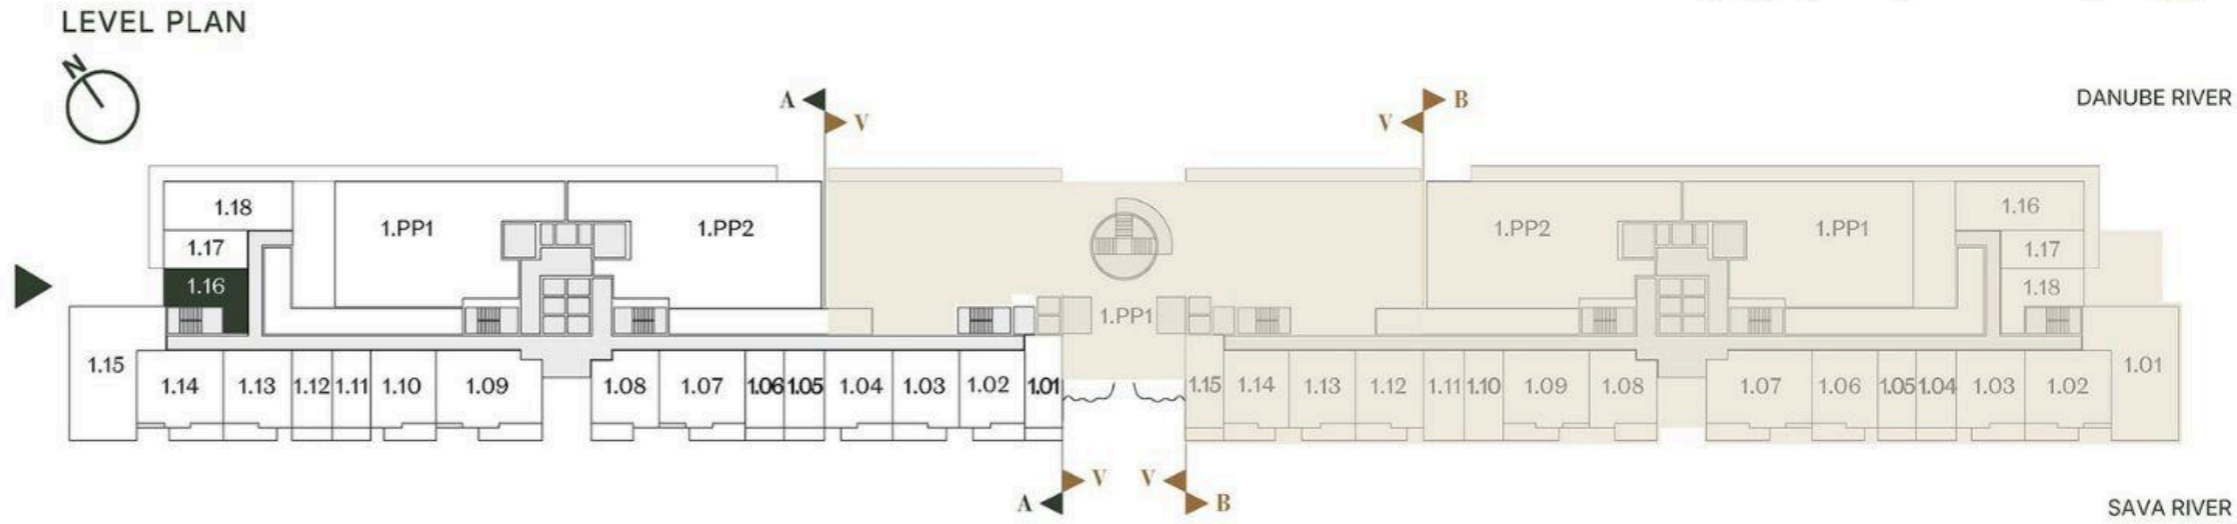 LEVEL PLAN
N
A B
V V
DANUBE RIVER
1.18 1.PP1 1.PP2 1.PP2 1.PP1 1.16
1.17 1.17
1.16 1.18
1.PP1
1.15 1.01
1.14 1.13 1.12 1.11 1.10 1.09 1.08 1.07 1.06 1.05 1.04 1.03 1.02 1.01 1.15 1.14 1.13 1.12 1.11 1.10 1.09 1.08 1.07 1.06 1.05 1.04 1.03 1.02
V V
A B
SAVA RIVER